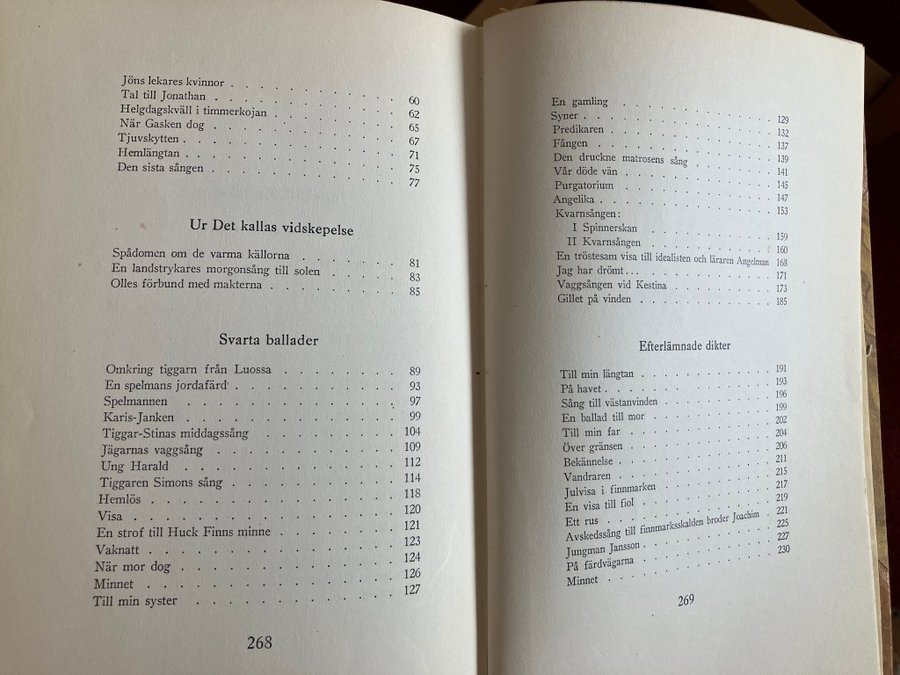 Jöns lekares kvinnor . . . . . . . . 60
Tal till Jonathan . . . . . . . . 62
Helgdagskväll i timmerkojan . . . . . . 65
När Gasken dog . . . . . . . . 67
Tjuvskytten . . . . . . . . 71
Hemlängtan . . . . . . . . 75
Den sista sången . . . . . . . . 77
Ur Det kallas vidskepelse
Spådomen om de varma källorna . . . . . 81
En landstrykares morgonsång till solen . . . . 83
Olles förbund med makterna . . . . . . 85
Svarta ballader
Omkring tiggarn från Luossa . . . . . . 89
En spelmans jordafärd . . . . . . . 93
Spelmannen . . . . . . . . 97
Karis-Janken . . . . . . . . 99
Tiggar-Stinas middagssång . . . . . . 104
Jägarnas vaggsång . . . . . . . . 109
Ung Harald . . . . . . . . 112
Tiggaren Simons sång . . . . . . . 114
Hemlös . . . . . . . . 118
Visa . . . . . . . . 120
En strof till Huck Finns minne . . . . . 121
Vaknatt . . . . . . . . 123
När mor dog . . . . . . . . 124
Minnet . . . . . . . . 126
Till min syster . . . . . . . . 127
268
En gamling . . . . . . . . 129
Syner . . . . . . . . 132
Predikaren . . . . . . . . 137
Fången . . . . . . . . 139
Den druckne matrosens sång . . . . . 141
Vår döde vän . . . . . . . . 145
Purgatorium . . . . . . . . 147
Angelika . . . . . . . . 153
Kvarnsången:
I Spinnerskan . . . . . . . 159
II Kvarnsången . . . . . . . 160
En tröstesam visa till idealisten och läraren Angelman 168
Jag har drömt... . . . . . . . . 171
Vaggsången vid Kestina . . . . . . 173
Gillet på vinden . . . . . . . . 185
Efterlämnade dikter
Till min längtan . . . . . . . . 191
På havet . . . . . . . . 193
Sång till västanvinden . . . . . . 196
En ballad till mor . . . . . . . 199
Till min far . . . . . . . . 202
Över gränsen . . . . . . . . 204
Bekännelse . . . . . . . . 206
Vandraren . . . . . . . . 211
Julvisa i finnmarken . . . . . . 215
En visa till fiol . . . . . . . 217
Ett rus . . . . . . . . 219
Avskedssång till finnmarksskalden broder Joachim 221
Jungman Jansson . . . . . . . 225
På färdvägarna . . . . . . . 227
Minnet . . . . . . . . 230
269